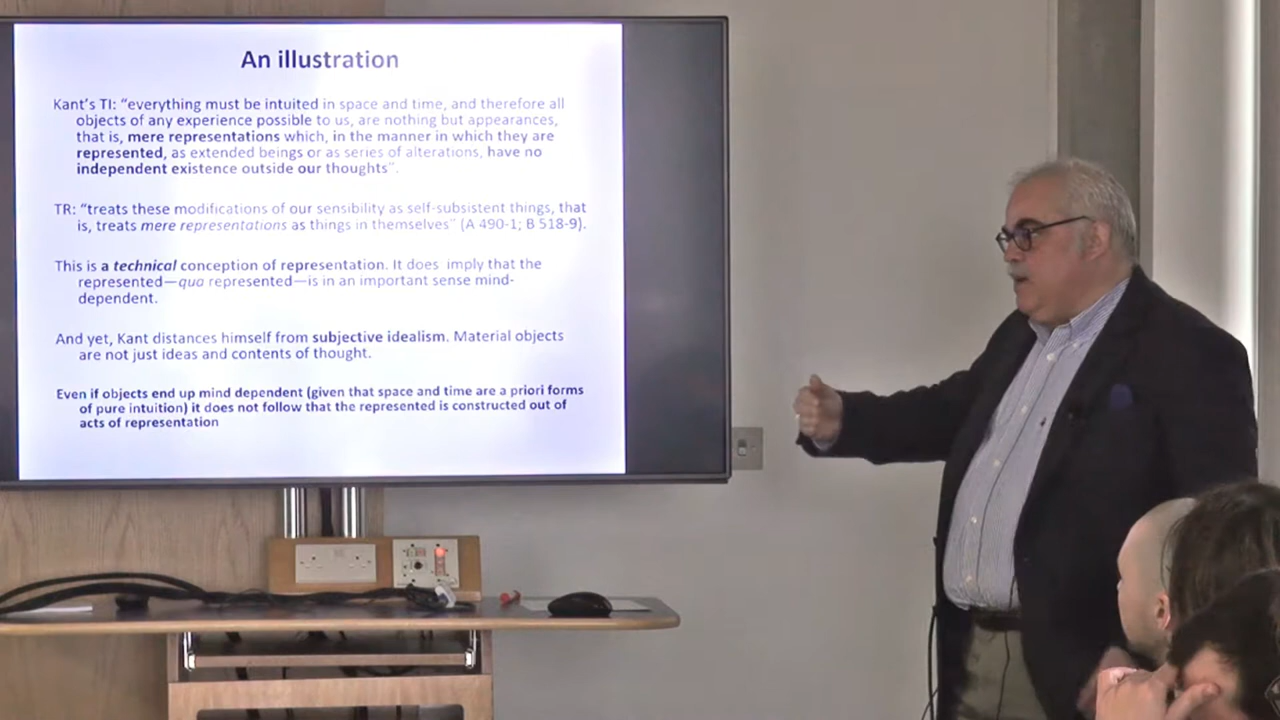 An illustration
Kant's TI: “everything must be intuited in space and time, and therefore all
objects of any experience possible to us, are nothing but appearances,
that is, mere representations which, in the manner in which they are
represented, as extended beings or as series of alterations, have no
independent existence outside our thoughts”.
TR: “treats these modifications of our sensibility as self-subsistent things, that
is, treats mere representations as things in themselves” (A 490-1; B 518-9).
This is a technical conception of representation. It does imply that the
represented—qua represented—is in an important sense mind-
dependent.
And yet, Kant distances himself from subjective idealism. Material objects
are not just ideas and contents of thought.
Even if objects end up mind dependent (given that space and time are a priori forms
of pure intuition) it does not follow that the represented is constructed out of
acts of representation